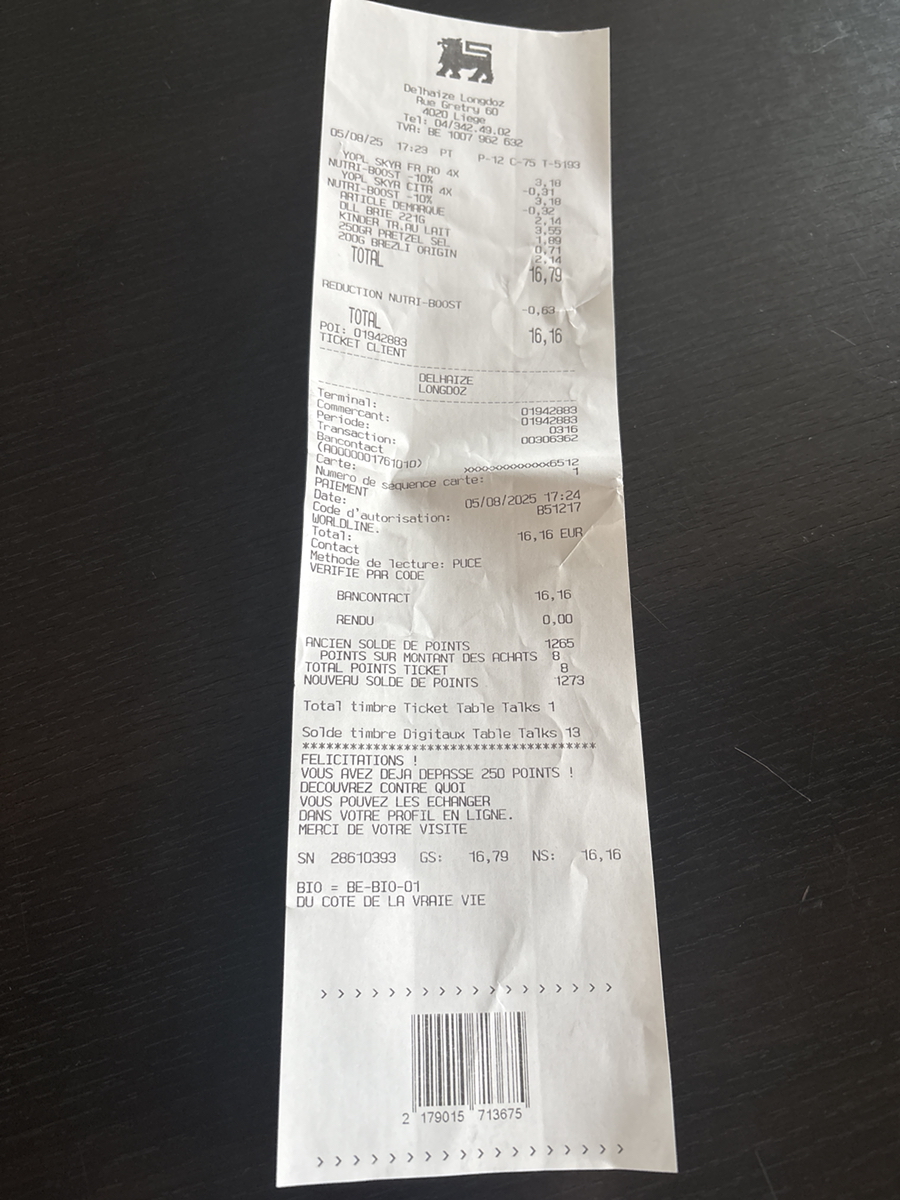 Delhaize Longdoz
Rue Gretry 60
4020 Liege
Tel: 04/342.49.02
TVA: BE 1007 962 632
05/08/25 17:23 PT P-12 C-75 T-5193
YOPL SKYR FR RO 4X 3,18
NUTRI-BOOST -10% -0,31
YOPL SKYR CITR 4X 3,18
NUTRI-BOOST -10% -0,32
ARTICLE DEMARQUE 2,14
DLL BRIE 221G 3,55
KINDER TR.AU LAIT 1,89
250GR PRETZEL SEL 0,71
200G BREZLI ORIGIN 2,14
TOTAL 16,79
REDUCTION NUTRI-BOOST -0,63
TOTAL 16,16
POI: 01942883
TICKET CLIENT
DELHAIZE
LONGDOZ
Terminal: 01942883
Commercant: 01942883
Periode: 0316
Transaction: 00306362
Bancontact
(A0000001761010)
Carte: xxxxxxxxxxxxx6512
Numero de séquence carte: 1
PAIEMENT
Date: 05/08/2025 17:24
Code d'autorisation: B51217
WORLDLINE.
Total: 16,16 EUR
Contact
Methode de lecture: PUCE
VERIFIE PAR CODE
BANCONTACT 16,16
RENDU 0,00
ANCIEN SOLDE DE POINTS 1265
POINTS SUR MONTANT DES ACHATS 8
TOTAL POINTS TICKET 8
NOUVEAU SOLDE DE POINTS 1273
Total timbre Ticket Table Talks 1
Solde timbre Digitaux Table Talks 13
*************************************
FELICITATIONS !
VOUS AVEZ DEJA DEPASSE 250 POINTS !
DECOUVREZ CONTRE QUOI
VOUS POUVEZ LES ECHANGER
DANS VOTRE PROFIL EN LIGNE.
MERCI DE VOTRE VISITE
SN 28610393 GS: 16,79 NS: 16,16
BIO = BE-BIO-01
DU COTE DE LA VRAIE VIE
> > > > > > > > > > > > > > > > > >
2 179015 713675
> > > > > > > > > > > > > > > > > > >